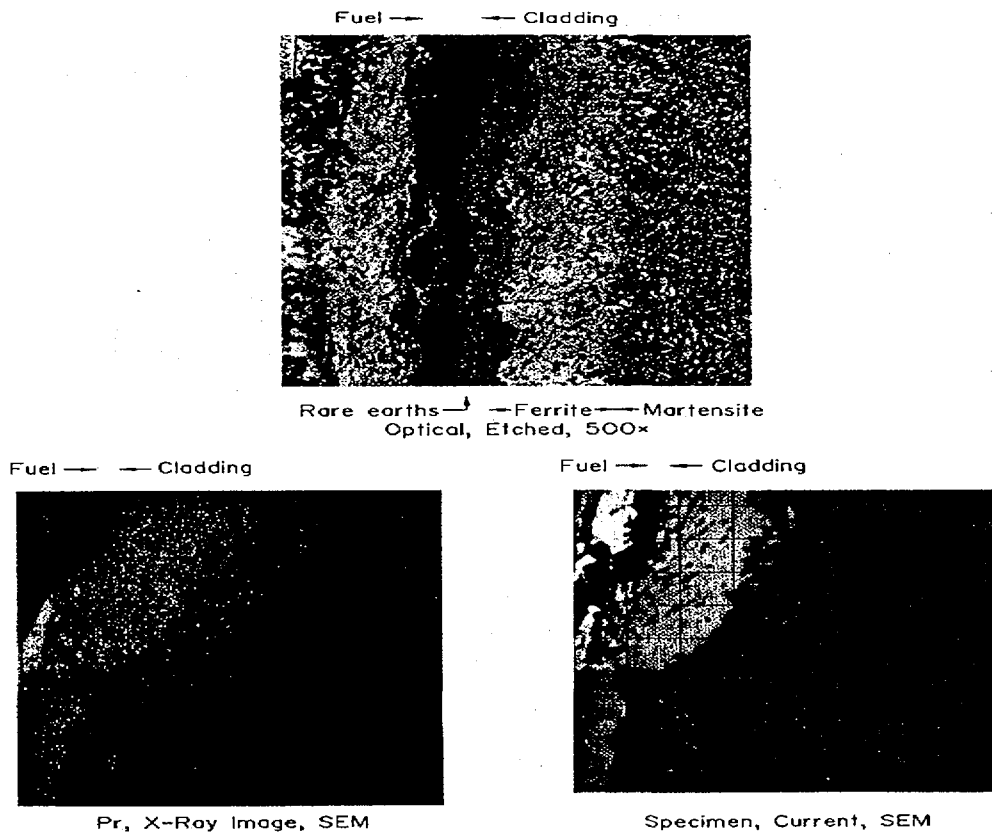 Fuel → ← Cladding
Rare earths ← Ferrite ← Martensite
Optical, Etched, 500×
Fuel → ← Cladding
Fuel → ← Cladding
Pr, X-Ray Image, SEM
Specimen, Current, SEM